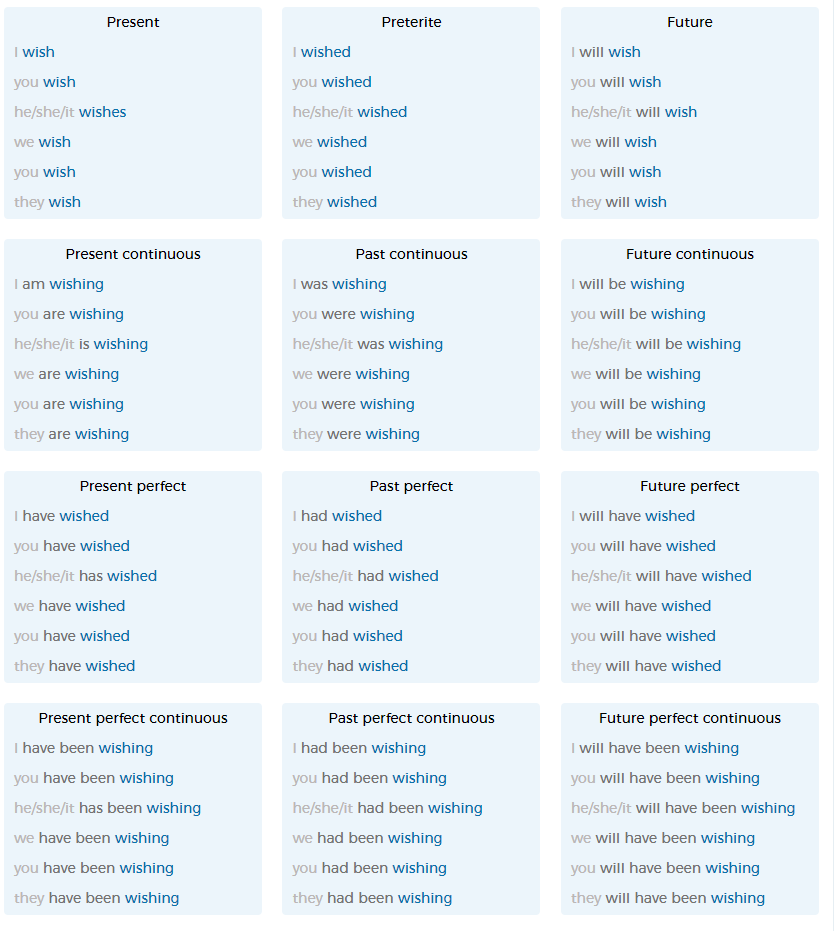 Present
I wish
you wish
he/she/it wishes
we wish
you wish
they wish
Preterite
I wished
you wished
he/she/it wished
we wished
you wished
they wished
Future
I will wish
you will wish
he/she/it will wish
we will wish
you will wish
they will wish
Present continuous
I am wishing
you are wishing
he/she/it is wishing
we are wishing
you are wishing
they are wishing
Past continuous
I was wishing
you were wishing
he/she/it was wishing
we were wishing
you were wishing
they were wishing
Future continuous
I will be wishing
you will be wishing
he/she/it will be wishing
we will be wishing
you will be wishing
they will be wishing
Present perfect
I have wished
you have wished
he/she/it has wished
we have wished
you have wished
they have wished
Past perfect
I had wished
you had wished
he/she/it had wished
we had wished
you had wished
they had wished
Future perfect
I will have wished
you will have wished
he/she/it will have wished
we will have wished
you will have wished
they will have wished
Present perfect continuous
I have been wishing
you have been wishing
he/she/it has been wishing
we have been wishing
you have been wishing
they have been wishing
Past perfect continuous
I had been wishing
you had been wishing
he/she/it had been wishing
we had been wishing
you had been wishing
they had been wishing
Future perfect continuous
I will have been wishing
you will have been wishing
he/she/it will have been wishing
we will have been wishing
you will have been wishing
they will have been wishing